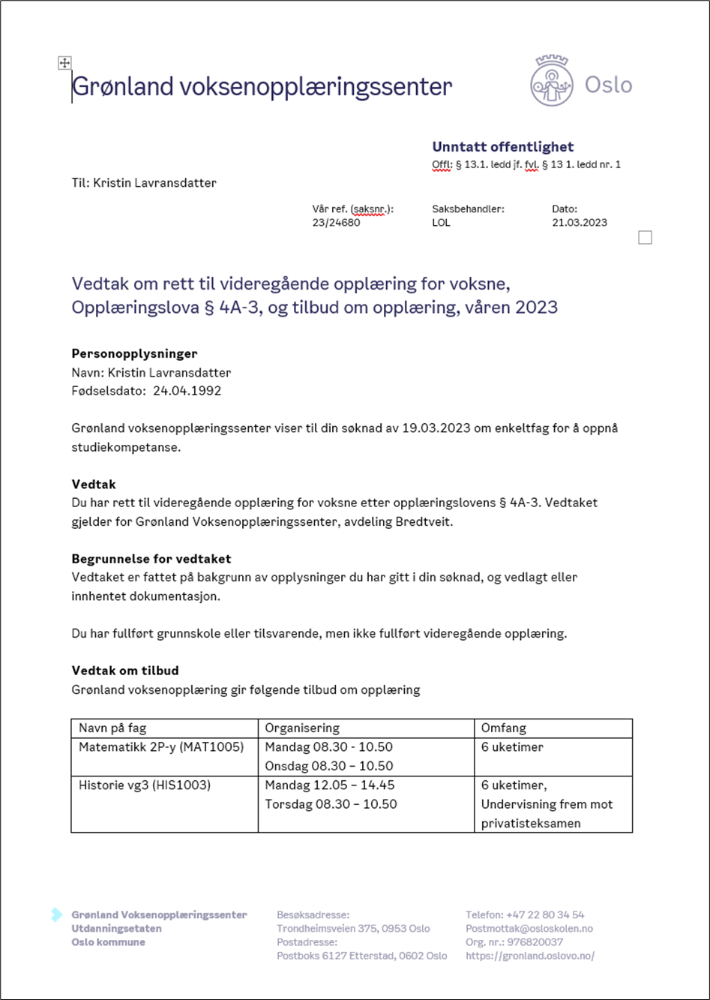 Grønland voksenopplæringssenter
Oslo
Unntatt offentlighet
Offl: § 13.1. ledd jf. fvl. § 13 1. ledd nr. 1
Til: Kristin Lavransdatter
Vår ref. (saksnr.): Saksbehandler: Dato:
23/24680 LOL 21.03.2023
Vedtak om rett til videregående opplæring for voksne,
Opplæringslova § 4A-3, og tilbud om opplæring, våren 2023
Personopplysninger
Navn: Kristin Lavransdatter
Fødselsdato: 24.04.1992
Grønland voksenopplæringssenter viser til din søknad av 19.03.2023 om enkeltfag for å oppnå
studiekompetanse.
Vedtak
Du har rett til videregående opplæring for voksne etter opplæringslovens § 4A-3. Vedtaket
gjelder for Grønland Voksenopplæringssenter, avdeling Bredtveit.
Begrunnelse for vedtaket
Vedtaket er fattet på bakgrunn av opplysninger du har gitt i din søknad, og vedlagt eller
innhentet dokumentasjon.
Du har fullført grunnskole eller tilsvarende, men ikke fullført videregående opplæring.
Vedtak om tilbud
Grønland voksenopplæring gir følgende tilbud om opplæring
Navn på fag Organisering Omfang
Matematikk 2P-y (MAT1005) Mandag 08.30 - 10.50 6 uketimer
Onsdag 08.30 – 10.50
Historie vg3 (HIS1003) Mandag 12.05 – 14.45 6 uketimer,
Torsdag 08.30 – 10.50 Undervisning frem mot
privatisteksamen
Grønland Voksenopplæringssenter Besøksadresse: Telefon: +47 22 80 34 54
Utdanningsetaten Trondheimsveien 375, 0953 Oslo Postmottak@osloskolen.no
Oslo kommune Postadresse: Org. nr.: 976820037
Postboks 6127 Etterstad, 0602 Oslo https://gronland.oslovo.no/